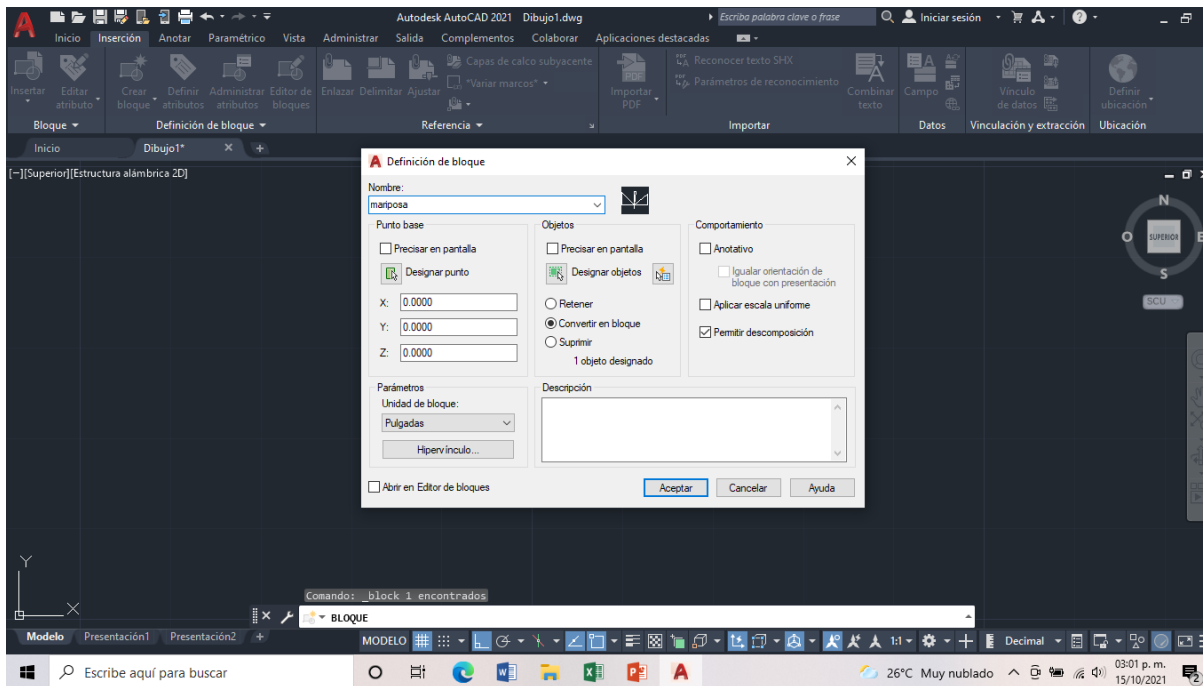 Autodesk AutoCAD 2021 Dibujo1.dwg
Escriba palabra clave o frase
Iniciar sesión
Inicio Inserción Anotar Paramétrico Vista Administrar Salida Complementos Colaborar Aplicaciones destacadas
Insertar
Editar atributo
Crear bloque
Definir atributos
Administrar atributos
Editor de bloques
Enlazar Delimitar Ajustar
Capas de calco subyacente
*Variar marcos*
PDF
Importar PDF
Reconocer texto SHX
Parámetros de reconocimiento
Combinar texto
Campo
Vínculo de datos
Definir ubicación
Bloque Definición de bloque Referencia Importar Datos Vinculación y extracción Ubicación
Inicio Dibujo1* × +
[−][Superior][Estructura alámbrica 2D]
N
O SUPERIOR E
S
SCU
Definición de bloque
Nombre:
mariposa
Punto base
Precisar en pantalla
Designar punto
X: 0.0000
Y: 0.0000
Z: 0.0000
Objetos
Precisar en pantalla
Designar objetos
Retener
Convertir en bloque
Suprimir
1 objeto designado
Comportamiento
Anotativo
Igualar orientación de
bloque con presentación
Aplicar escala uniforme
Permitir descomposición
Parámetros
Unidad de bloque:
Pulgadas
Hipervínculo...
Descripción
Abrir en Editor de bloques
Aceptar Cancelar Ayuda
Y
X
Comando: _block 1 encontrados
BLOQUE
Modelo Presentación1 Presentación2 +
MODELO 1:1 Decimal
Escribe aquí para buscar
26°C Muy nublado
03:01 p. m.
15/10/2021
2